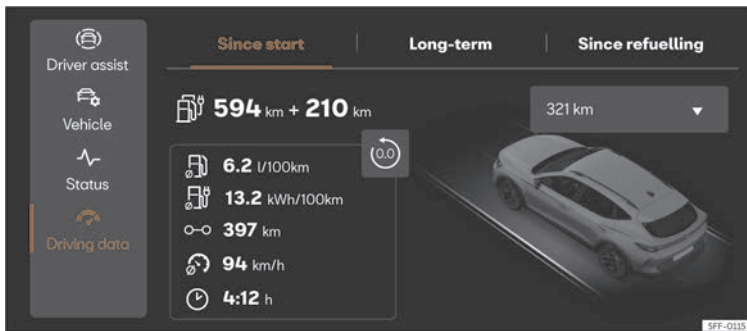 Driver assist
Vehicle
Status
Driving data
Since start
Long-term
Since refuelling
594 km + 210 km
321 km
0.0
6.2 l/100km
13.2 kWh/100km
397 km
94 km/h
4:12 h
5FF-0115